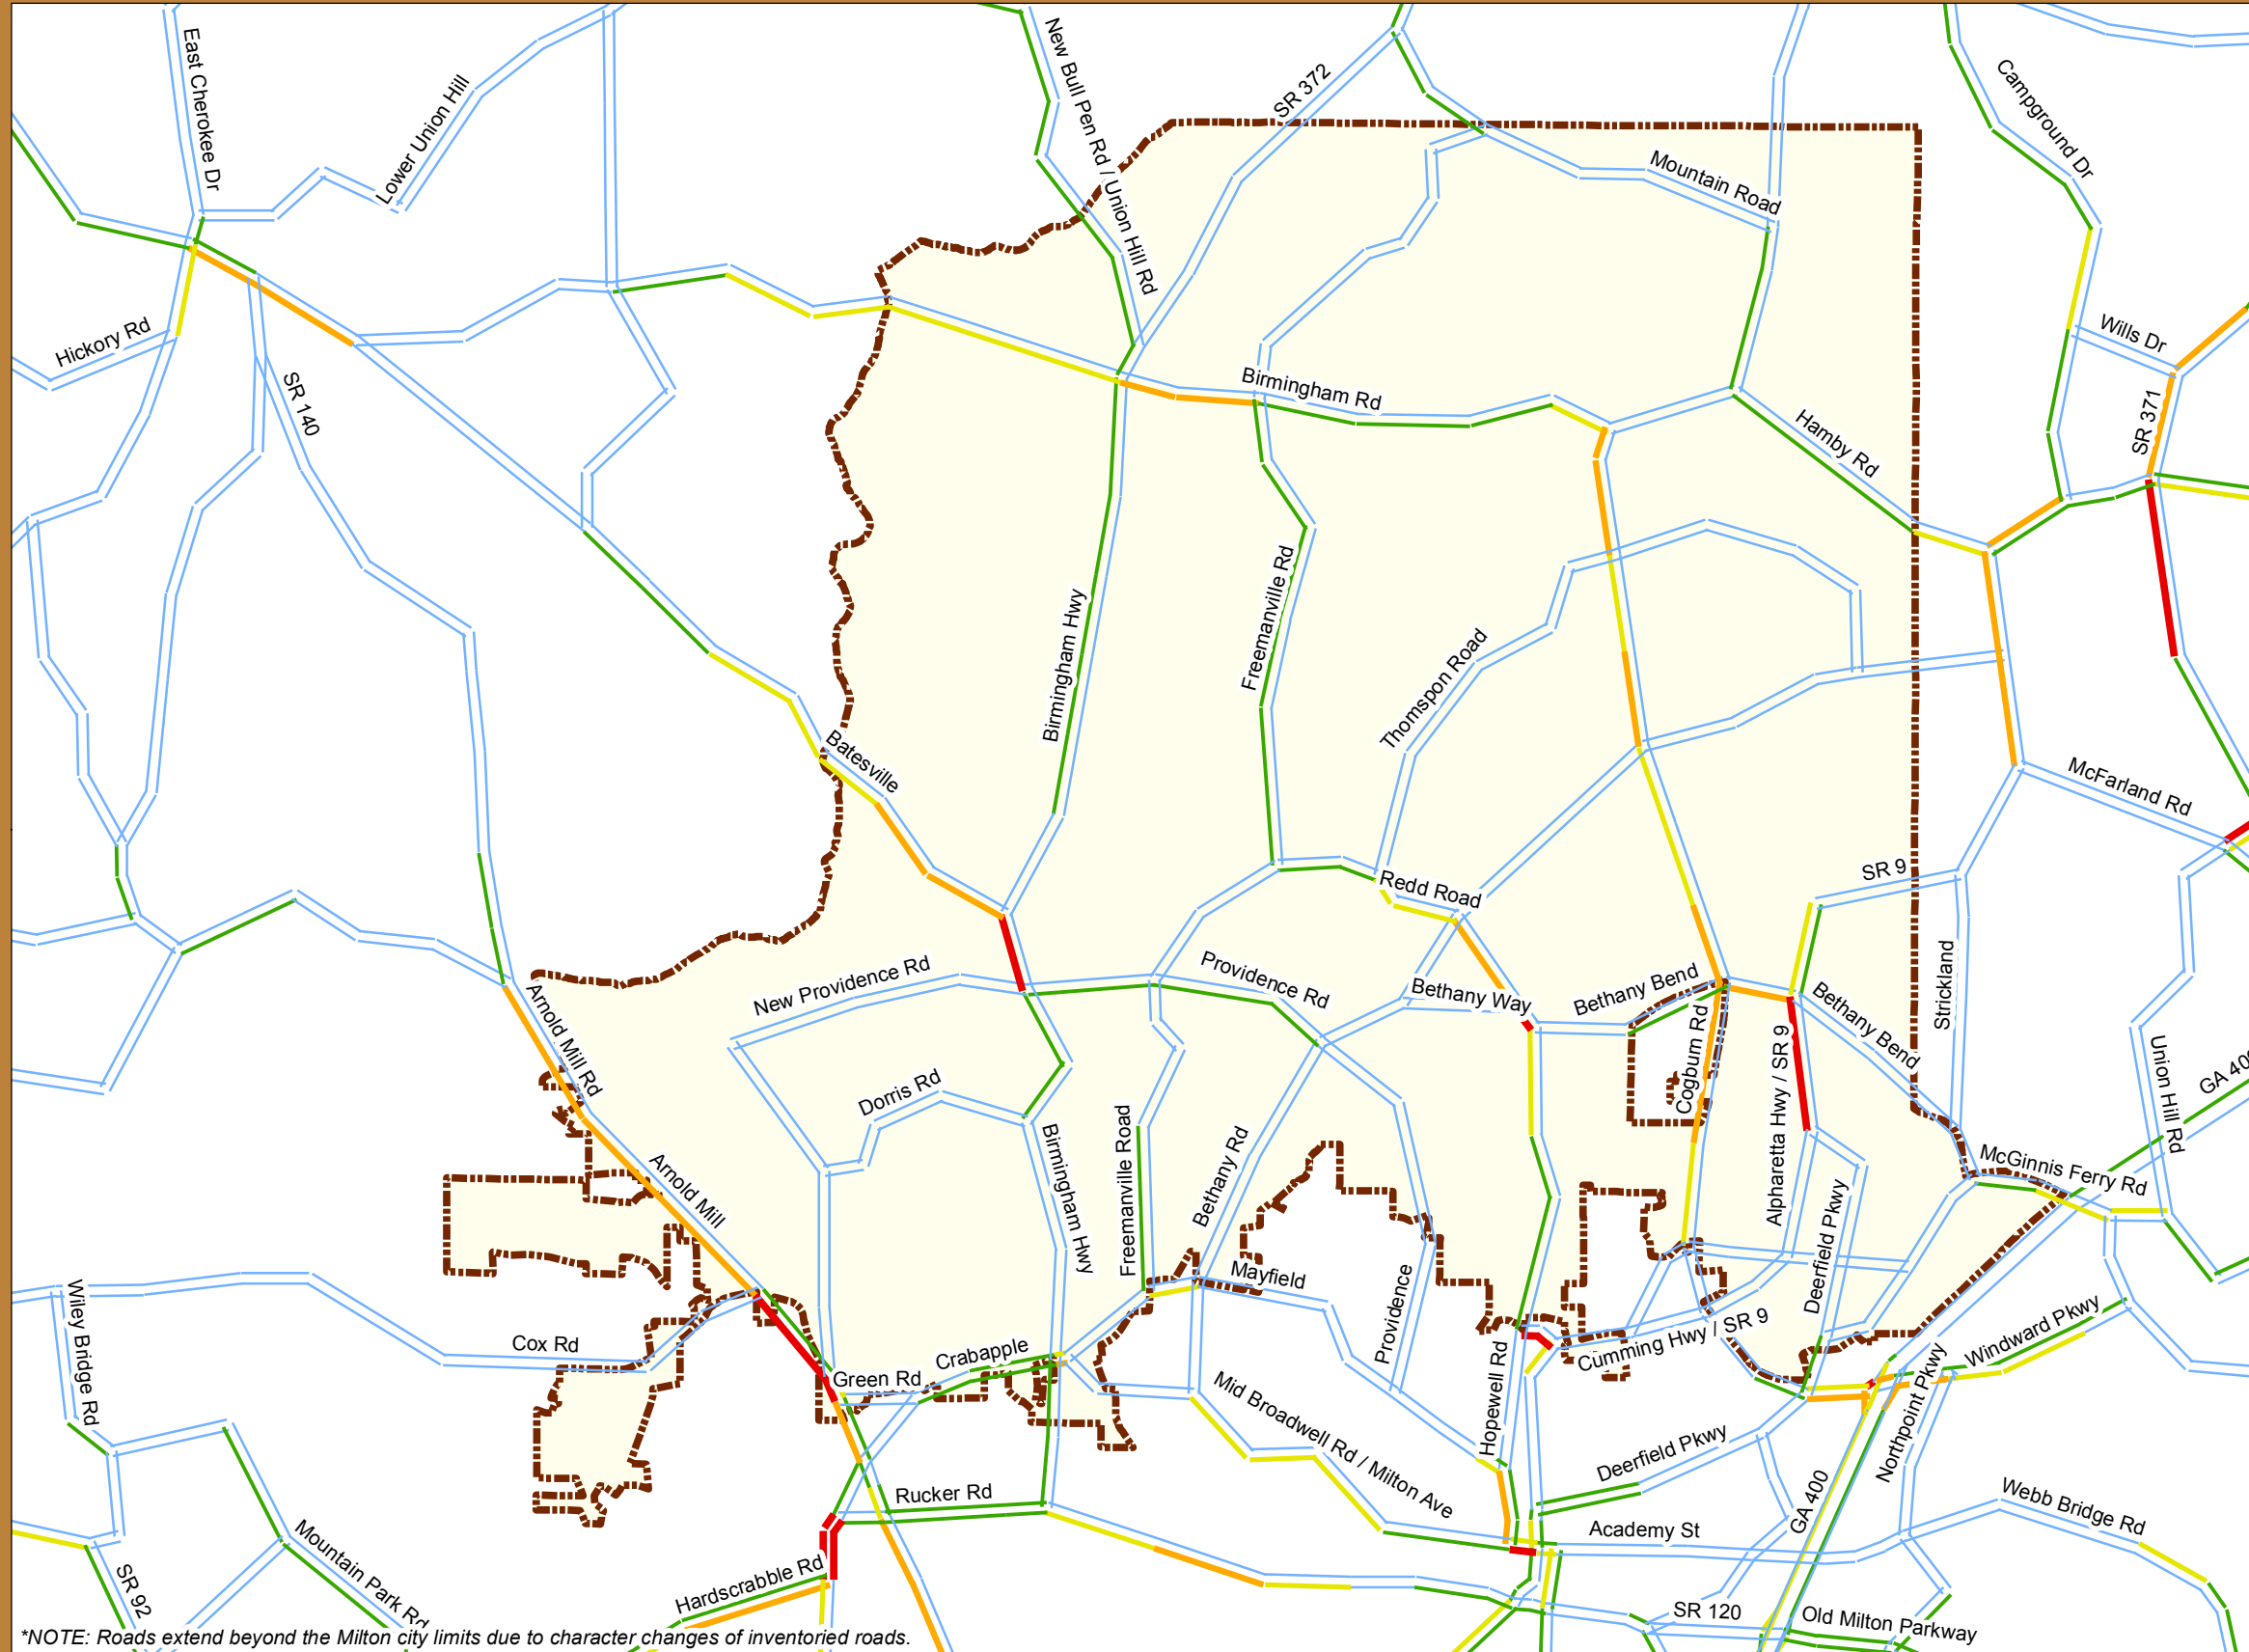 East Cherokee Dr
Lower Union Hill
New Bull Pen Rd / Union Hill Rd
SR 372
Mountain Road
Campground Dr
Hickory Rd
SR 140
Birmingham Rd
Wills Dr
SR 371
Hamby Rd
Birmingham Hwy
Freemanville Rd
Thomspon Road
Batesville
McFarland Rd
Redd Road
SR 9
New Providence Rd
Providence Rd
Bethany Way
Bethany Bend
Bethany Bend
Strickland
Arnold Mill Rd
Dorris Rd
Cogburn Rd
Alpharetta Hwy / SR 9
Union Hill Rd
GA 400
Arnold Mill
Birmingham Hwy
Freemanville Road
Bethany Rd
McGinnis Ferry Rd
Deerfield Pkwy
Mayfield
Providence
Wiley Bridge Rd
Cox Rd
Crabapple
Green Rd
Cumming Hwy / SR 9
Windward Pkwy
Northpoint Pkwy
Mid Broadwell Rd / Milton Ave
Hopewell Rd
Deerfield Pkwy
GA 400
Rucker Rd
Academy St
Webb Bridge Rd
Mountain Park Rd
SR 92
Hardscrabble Rd
SR 120
Old Milton Parkway
*NOTE: Roads extend beyond the Milton city limits due to character changes of inventoried roads.